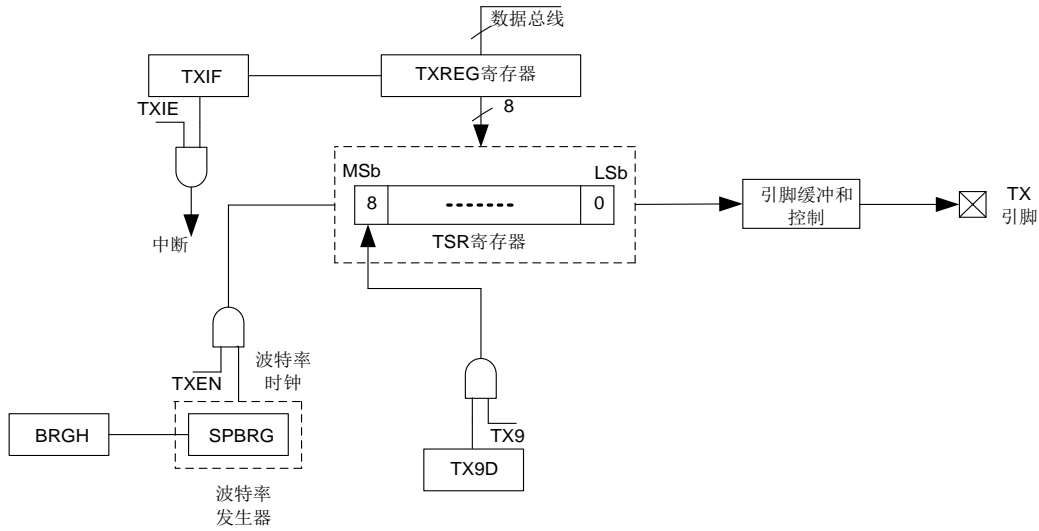 数据总线
TXIF
TXREG寄存器
TXIE
8
MSb
LSb
8
0
TSR寄存器
引脚缓冲和
控制
TX
引脚
中断
波特率
时钟
TXEN
BRGH
SPBRG
TX9
TX9D
波特率
发生器